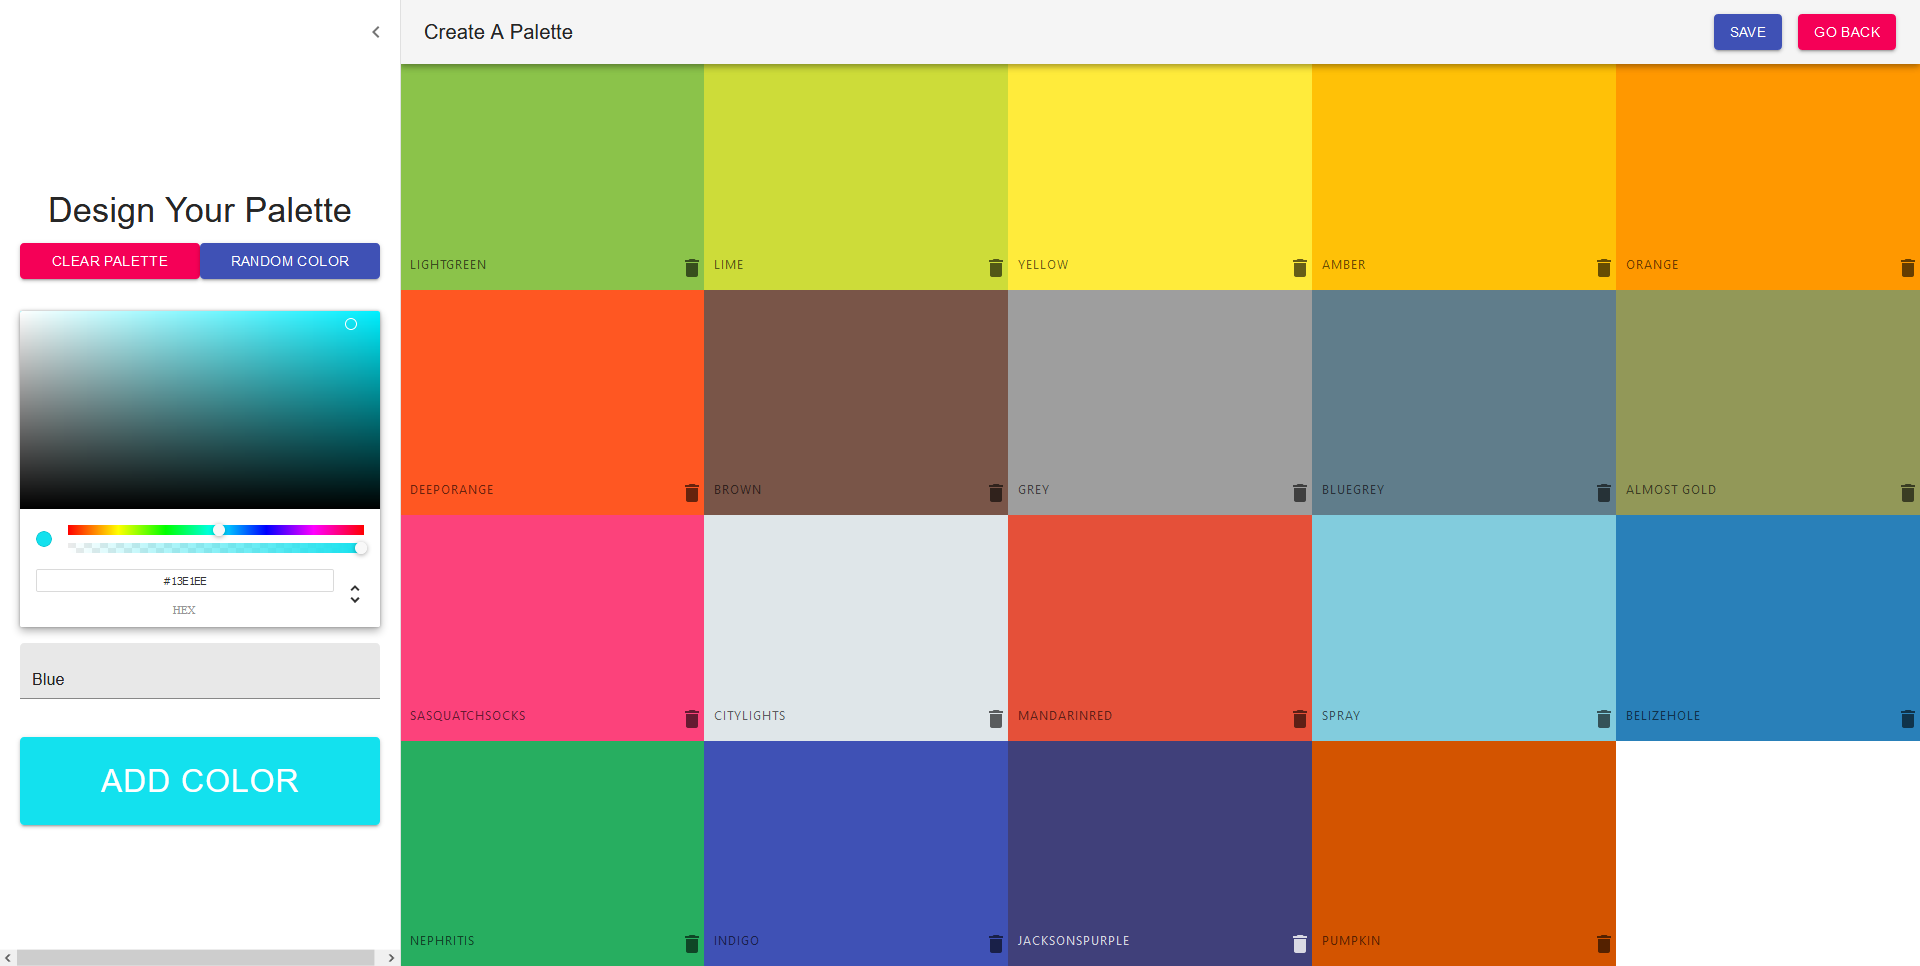 Create A Palette
SAVE
GO BACK
Design Your Palette
CLEAR PALETTE
RANDOM COLOR
#13E1EE
HEX
Blue
ADD COLOR
LIGHTGREEN
LIME
YELLOW
AMBER
ORANGE
DEEPORANGE
BROWN
GREY
BLUEGREY
ALMOST GOLD
SASQUATCHSOCKS
CITYLIGHTS
MANDARINRED
SPRAY
BELIZEHOLE
NEPHRITIS
INDIGO
JACKSONSPURPLE
PUMPKIN